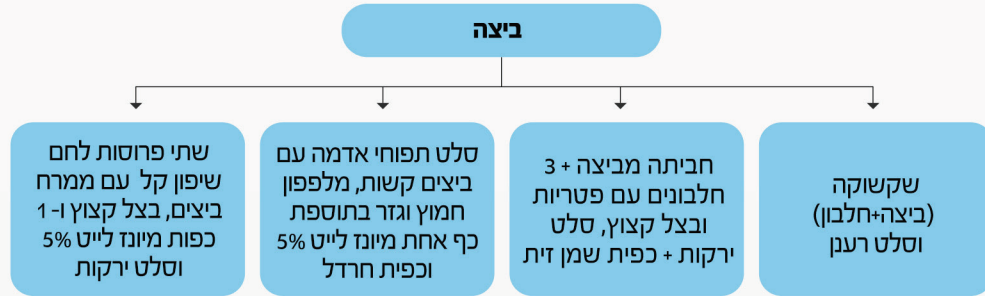 ביצה
שקשוקה
(ביצה+חלבון)
וסלט רענן
חביתה מביצה + 3
חלבונים עם פטריות
ובצל קצוץ, סלט
ירקות + כפית שמן זית
סלט תפוחי אדמה עם
ביצים קשות, מלפפון
חמוץ וגזר בתוספת
כף אחת מיונז לייט 5%
וכפית חרדל
שתי פרוסות לחם
שיפון קל עם ממרח
ביצים, בצל קצוץ ו- 1
כפות מיונז לייט 5%
וסלט ירקות